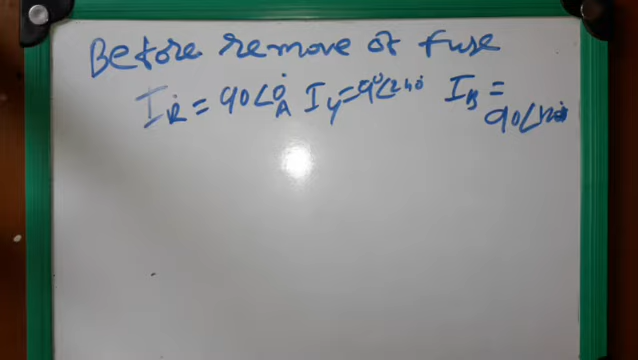 Before remove of fuse
IR = 90∠0° A IY = 90∠240° IB =
90∠120°